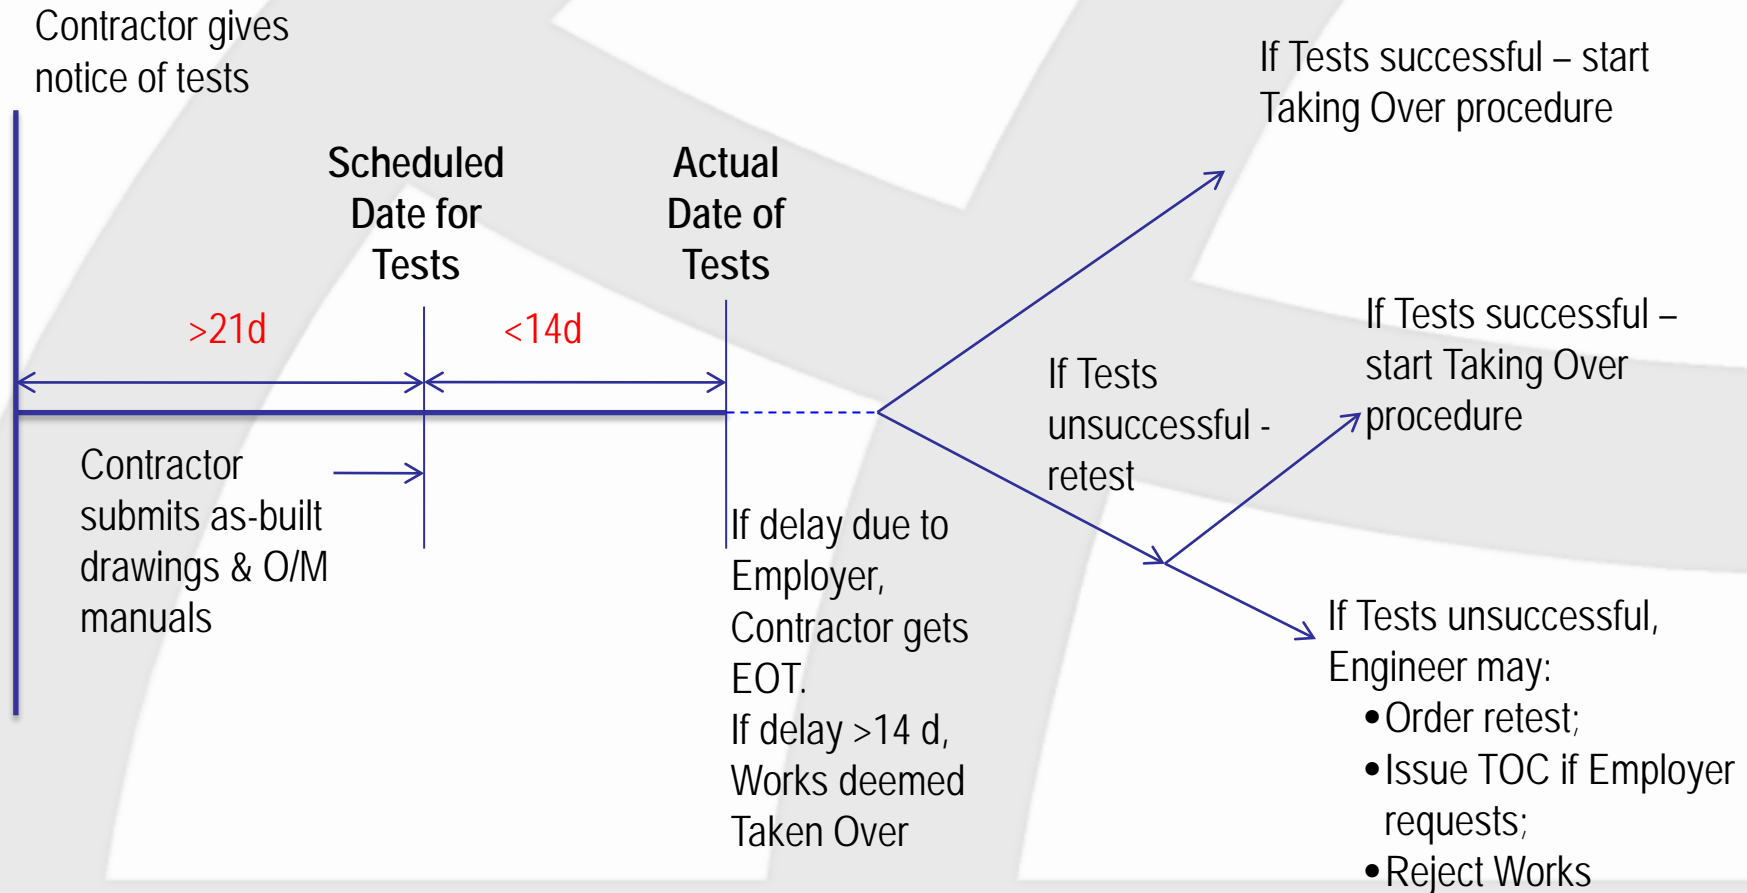 Contractor gives
notice of tests
If Tests successful – start
Taking Over procedure
Scheduled
Date for
Tests
Actual
Date of
Tests
>21d
<14d
If Tests successful –
start Taking Over
procedure
If Tests
unsuccessful -
retest
Contractor
submits as-built
drawings & O/M
manuals
If delay due to
Employer,
Contractor gets
EOT.
If delay >14 d,
Works deemed
Taken Over
If Tests unsuccessful,
Engineer may:
•Order retest;
•Issue TOC if Employer
requests;
•Reject Works